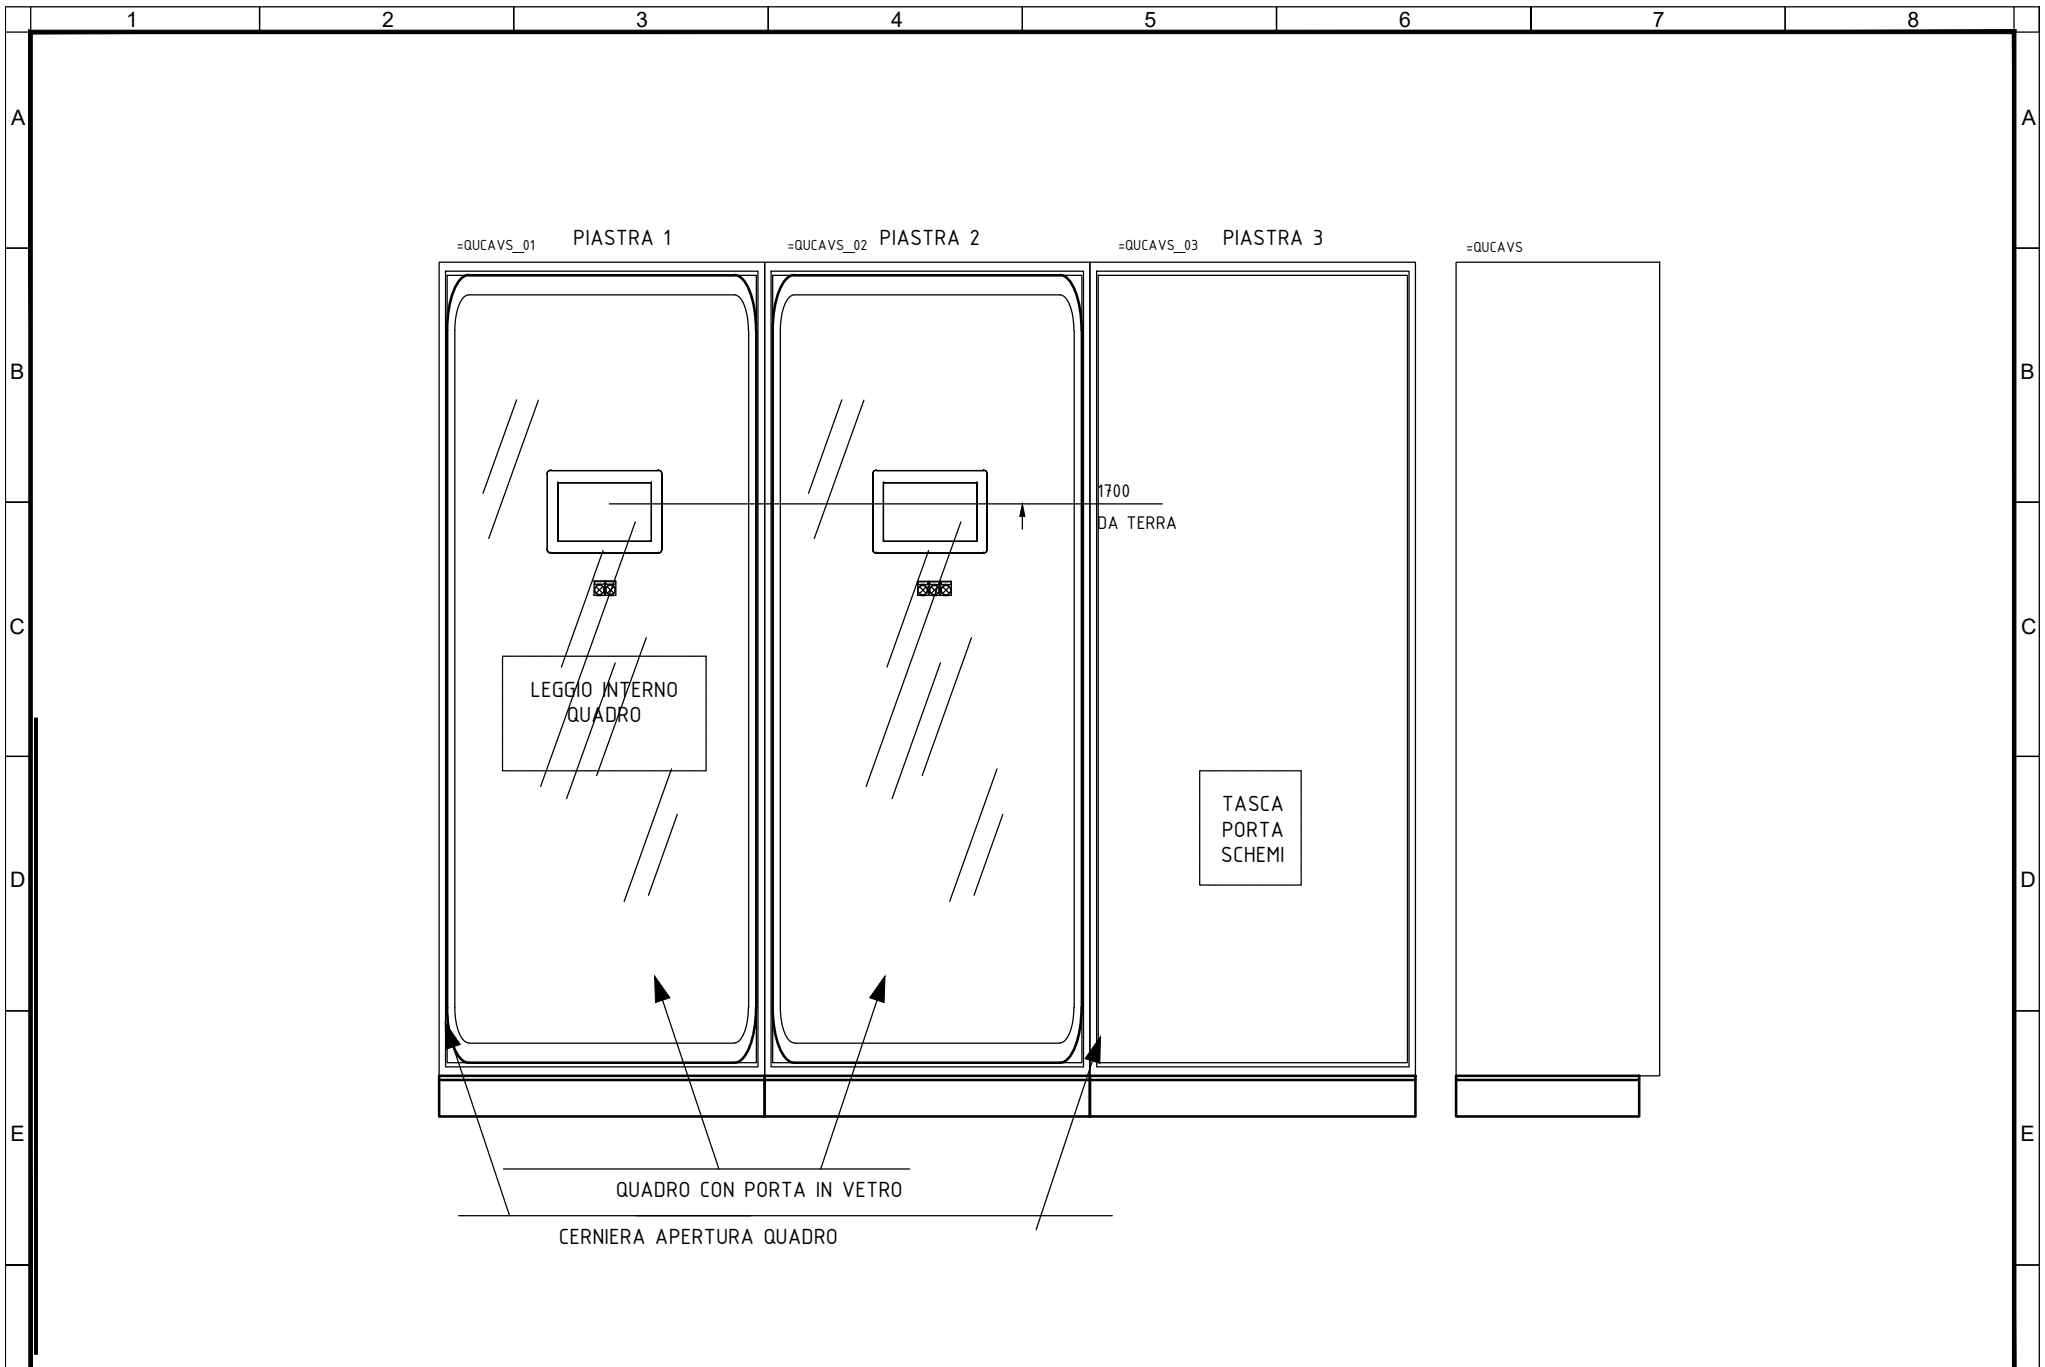 1 2 3 4 5 6 7 8
A A
=QUCAVS_01 PIASTRA 1 =QUCAVS_02 PIASTRA 2 =QUCAVS_03 PIASTRA 3 =QUCAVS
B B
1700
DA TERRA
C C
LEGGIO INTERNO
QUADRO
TASCA
PORTA
SCHEMI
D D
E E
QUADRO CON PORTA IN VETRO
CERNIERA APERTURA QUADRO